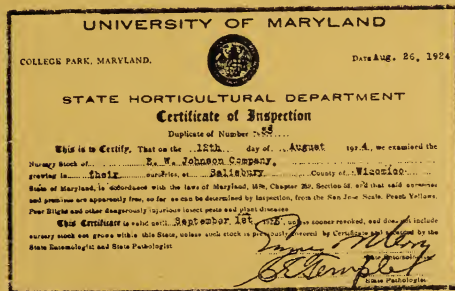 UNIVERSITY OF MARYLAND
COLLEGE PARK, MARYLAND, DATE Aug. 26, 1924
STATE HORTICULTURAL DEPARTMENT
Certificate of Inspection
Duplicate of Number 55
This is to Certify, That on the 12th day of August 1924, we examined the
Nursery Stock of E. W. Johnson Company,
growing in their nurseries, at Salisbury County of Wicomico
State of Maryland, in accordance with the laws of Maryland, Chapter Section and that said nurseries
and premises are apparently free, so far as can be determined by inspection, from the San Jose Scale, Peach Yellows,
Pear Blight and other dangerously injurious insect pests and plant diseases.
This Certificate is valid until September 1st unless sooner revoked, and does not include
nursery stock not grown within this State, unless such stock is previously covered by Certificate and accepted by the
State Entomologist and State Pathologist
State Entomologist
State Pathologist